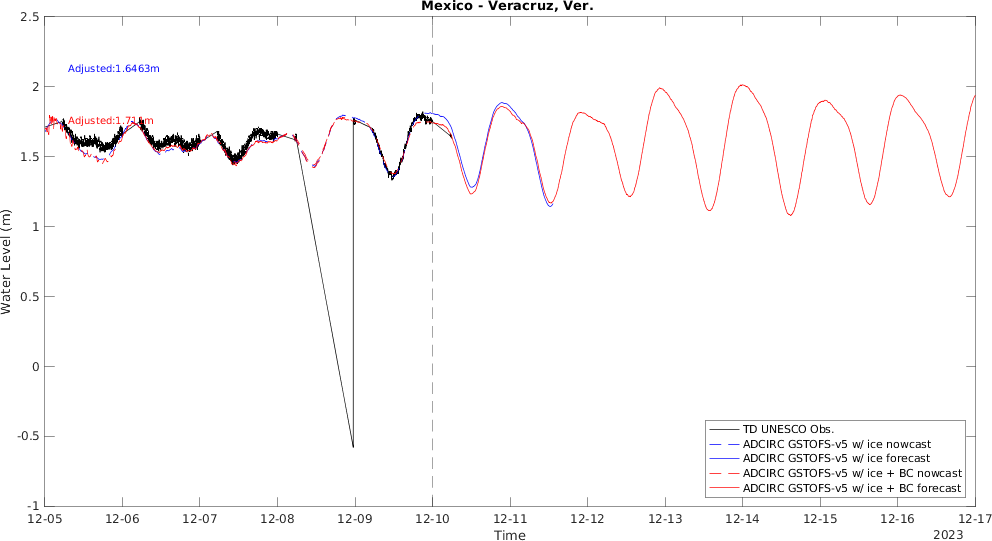 Mexico - Veracruz, Ver.
2.5
2
1.5
1
0.5
0
-0.5
-1
Water Level (m)
Adjusted:1.6463m
12-05
12-06
12-07
12-08
12-09
12-10
12-11
12-12
12-13
12-14
12-15
12-16
12-17
Time
2023
TD UNESCO Obs.
ADCIRC GSTOFS-v5 w/ ice nowcast
ADCIRC GSTOFS-v5 w/ ice forecast
ADCIRC GSTOFS-v5 w/ ice + BC nowcast
ADCIRC GSTOFS-v5 w/ ice + BC forecast